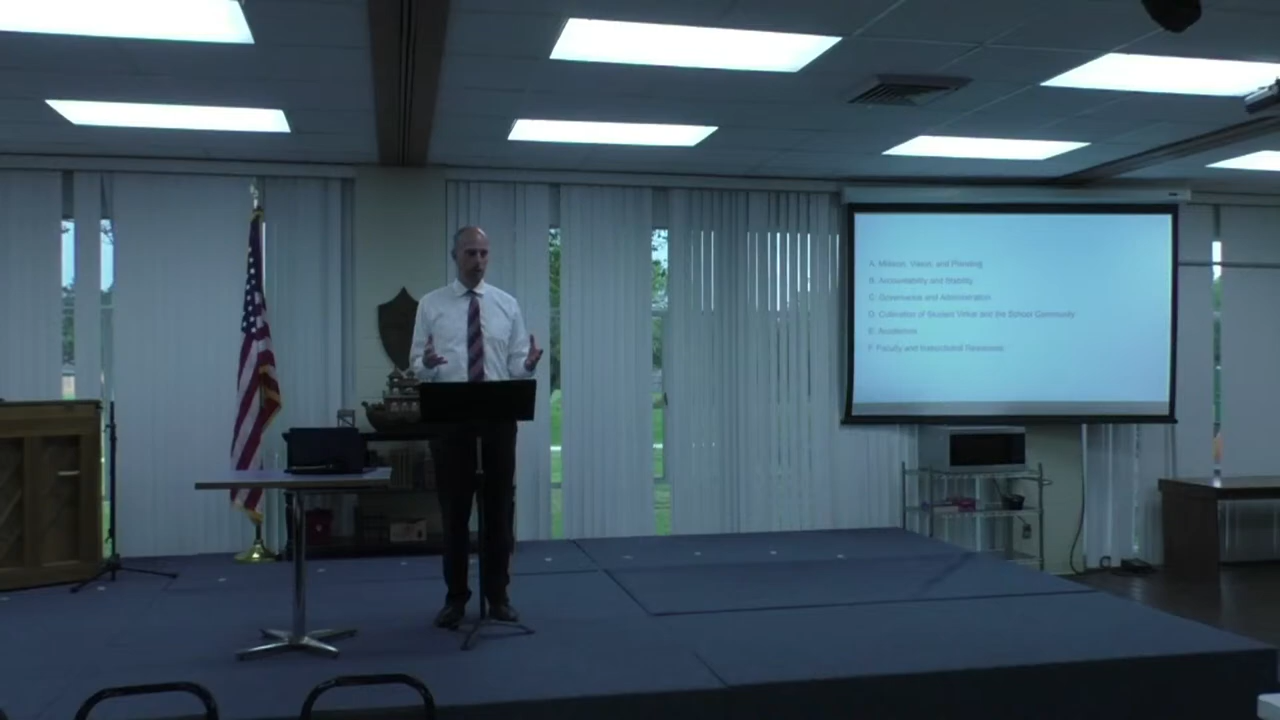 A. Mission, Vision, and Planning
B. Accountability and Stability
C. Governance and Administration
D. Cultivation of Student Virtue and the School Community
E. Academics
F. Faculty and Instructional Resources